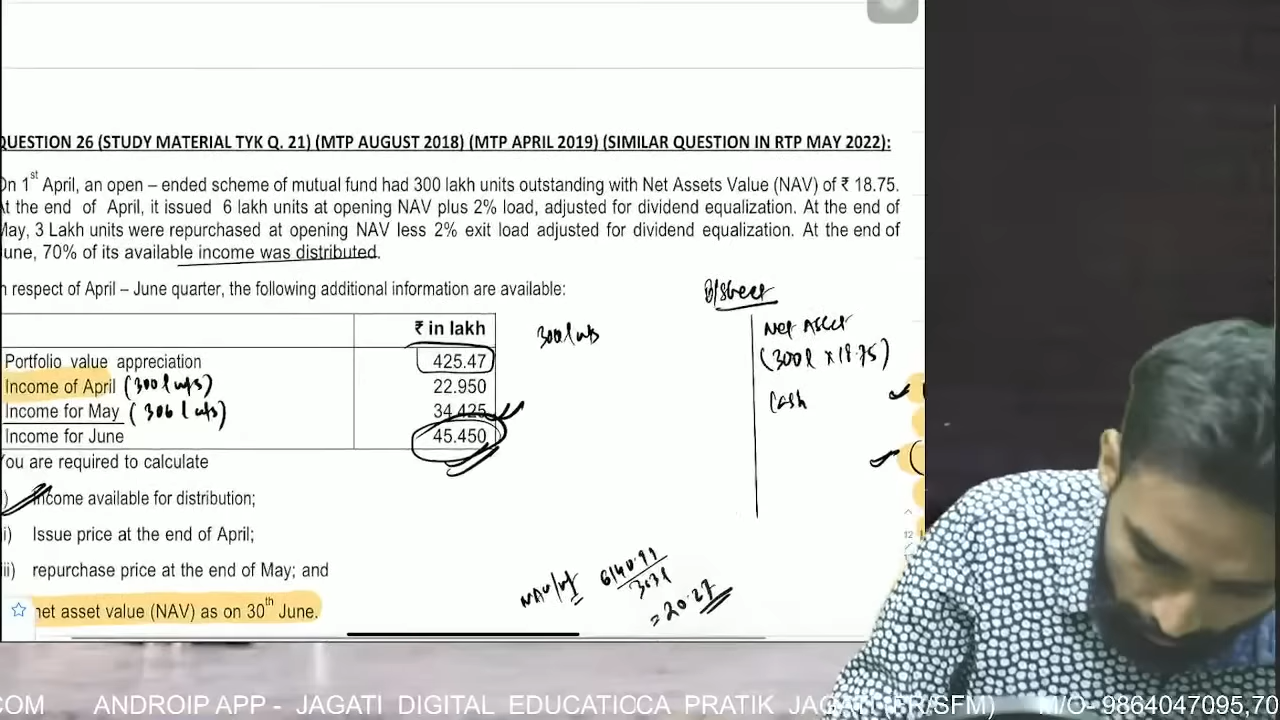 QUESTION 26 (STUDY MATERIAL TYK Q. 21) (MTP AUGUST 2018) (MTP APRIL 2019) (SIMILAR QUESTION IN RTP MAY 2022):
On 1st April, an open – ended scheme of mutual fund had 300 lakh units outstanding with Net Assets Value (NAV) of ₹ 18.75.
At the end of April, it issued 6 lakh units at opening NAV plus 2% load, adjusted for dividend equalization. At the end of
May, 3 Lakh units were repurchased at opening NAV less 2% exit load adjusted for dividend equalization. At the end of
June, 70% of its available income was distributed.
n respect of April – June quarter, the following additional information are available:
B/Sheet
₹ in lakh
300 l uts
Net Asset
Portfolio value appreciation 425.47
(300 l x 18.75)
Income of April (300 l uts) 22.950
Income for May (306 l uts) 34.425
Cash
Income for June 45.450
You are required to calculate
) Income available for distribution;
ii) Issue price at the end of April;
iii) repurchase price at the end of May; and
net asset value (NAV) as on 30th June.
NAV/ut 6140.91
303 l
= 20.27
12
COM ANDROIP APP - JAGATI DIGITAL EDUCATICCA PRATIK JAGATI (FR/SFM) M/O- 9864047095,70